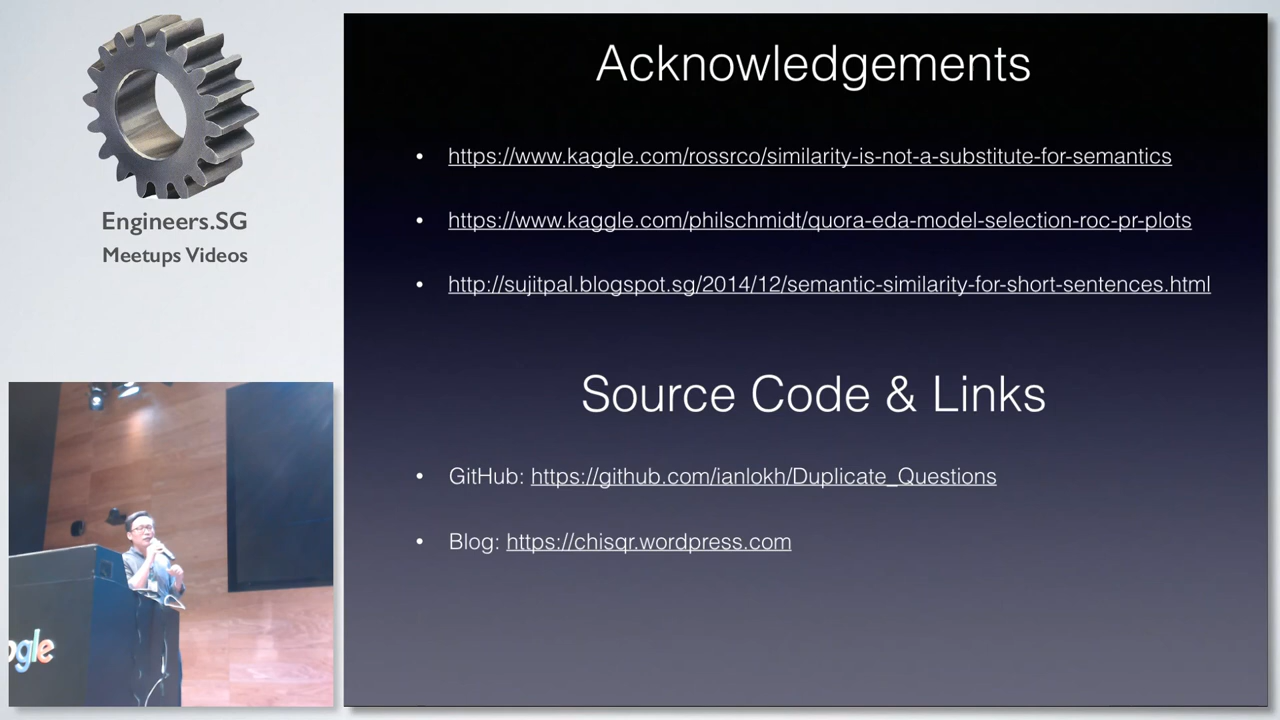 Engineers.SG
Meetups Videos
Acknowledgements
• https://www.kaggle.com/rossrco/similarity-is-not-a-substitute-for-semantics
• https://www.kaggle.com/philschmidt/quora-eda-model-selection-roc-pr-plots
• http://sujitpal.blogspot.sg/2014/12/semantic-similarity-for-short-sentences.html
Source Code & Links
• GitHub: https://github.com/ianlokh/Duplicate_Questions
• Blog: https://chisqr.wordpress.com
ogle